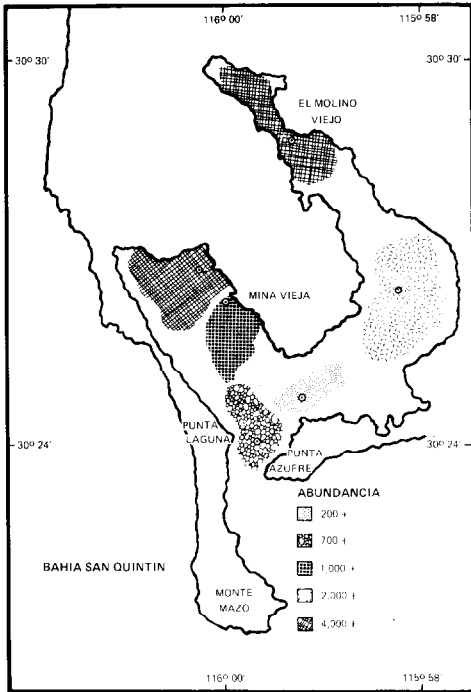 116° 00'
115° 58'
30° 30'
30° 30'
EL MOLINO
VIEJO
MINA VIEJA
PUNTA
LAGUNA
PUNTA
AZUFRE
30° 24'
30° 24'
ABUNDANCIA
200 +
700 +
1,000 +
2,000 +
4,000 +
BAHIA SAN QUINTIN
MONTE
MAZO
116° 00'
115° 58'